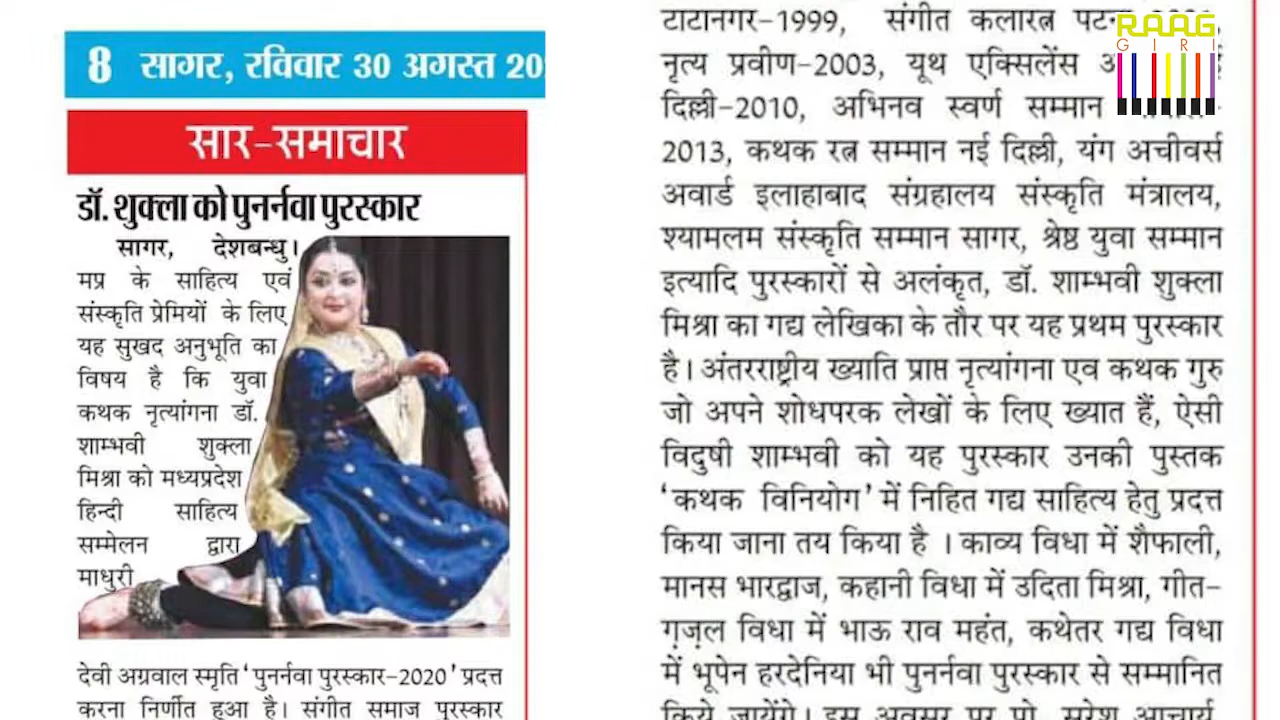 8 सागर, रविवार 30 अगस्त 20
सार-समाचार
डॉ. शुक्ला को पुनर्नवा पुरस्कार
सागर, देशबन्धु।
मप्र के साहित्य एवं
संस्कृति प्रेमियों के लिए
यह सुखद अनुभूति का
विषय है कि युवा
कथक नृत्यांगना डॉ.
शाम्भवी शुक्ला
मिश्रा को मध्यप्रदेश
हिन्दी साहित्य
सम्मेलन द्वारा
माधुरी
देवी अग्रवाल स्मृति ‘पुनर्नवा पुरस्कार-2020’ प्रदत्त
करना निर्णीत हुआ है। संगीत समाज पुरस्कार
टाटानगर-1999, संगीत कलारत्न
नृत्य प्रवीण-2003, यूथ एक्सिलेंस
दिल्ली-2010, अभिनव स्वर्ण सम्मान
2013, कथक रत्न सम्मान नई दिल्ली, यंग अचीवर्स
अवार्ड इलाहाबाद संग्रहालय संस्कृति मंत्रालय,
श्यामलम संस्कृति सम्मान सागर, श्रेष्ठ युवा सम्मान
इत्यादि पुरस्कारों से अलंकृत, डॉ. शाम्भवी शुक्ला
मिश्रा का गद्य लेखिका के तौर पर यह प्रथम पुरस्कार
है। अंतरराष्ट्रीय ख्याति प्राप्त नृत्यांगना एव कथक गुरु
जो अपने शोधपरक लेखों के लिए ख्यात हैं, ऐसी
विदुषी शाम्भवी को यह पुरस्कार उनकी पुस्तक
‘कथक विनियोग’ में निहित गद्य साहित्य हेतु प्रदत्त
किया जाना तय किया है । काव्य विधा में शैफाली,
मानस भारद्वाज, कहानी विधा में उदिता मिश्रा, गीत-
ग़ज़ल विधा में भाऊ राव महंत, कथेतर गद्य विधा
में भूपेन हरदेनिया भी पुनर्नवा पुरस्कार से सम्मानित
किये जायेंगे। इस अवसर पर प्रो. सुरेश आचार्य,
RAAG
GIRI